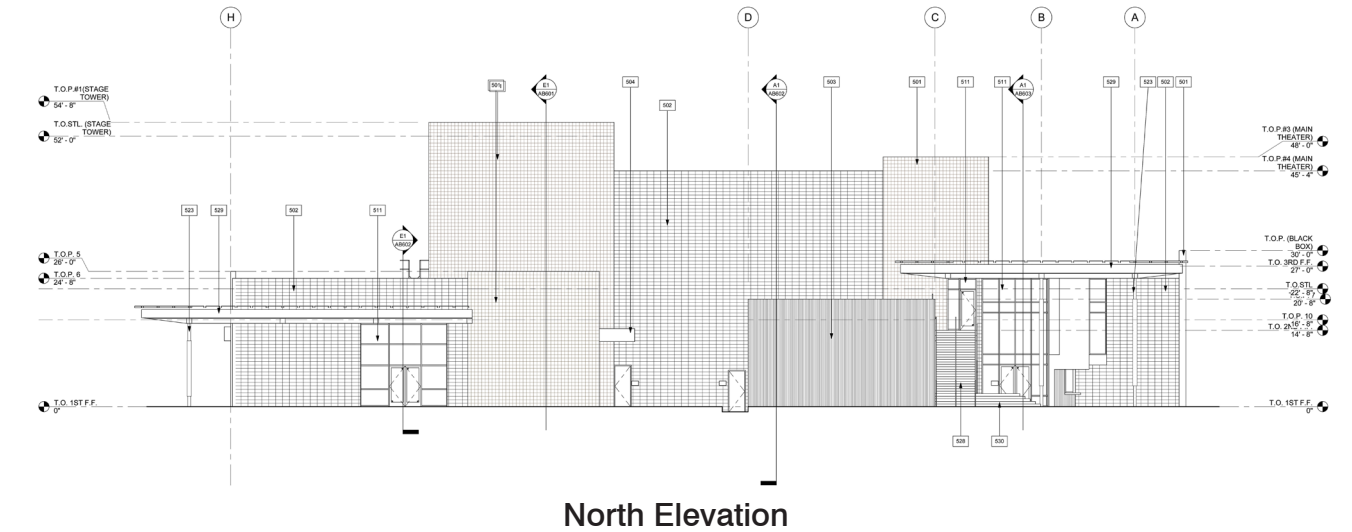 H
D
C
B
A
T.O.P.#1(STAGE
TOWER)
54' - 8"
T.O.STL. (STAGE
TOWER)
52' - 0"
E1
AB601
504
502
A1
AB602
503
501
511
511
A1
AB603
529
523
502
501
T.O.P.#3 (MAIN
THEATER)
48' - 0"
T.O.P.#4 (MAIN
THEATER)
45' - 4"
523
529
502
511
E1
AB602
T.O.P. 5
26' - 0"
T.O.P. 6
24' - 8"
T.O.P. (BLACK
BOX)
30' - 0"
T.O. 3RD F.F.
27' - 0"
T.O.STL
22' - 8"
20' - 8"
T.O.P. 10
16' - 8"
14' - 8"
T.O. 1ST F.F.
0"
T.O. 1ST F.F.
0"
528
530
North Elevation